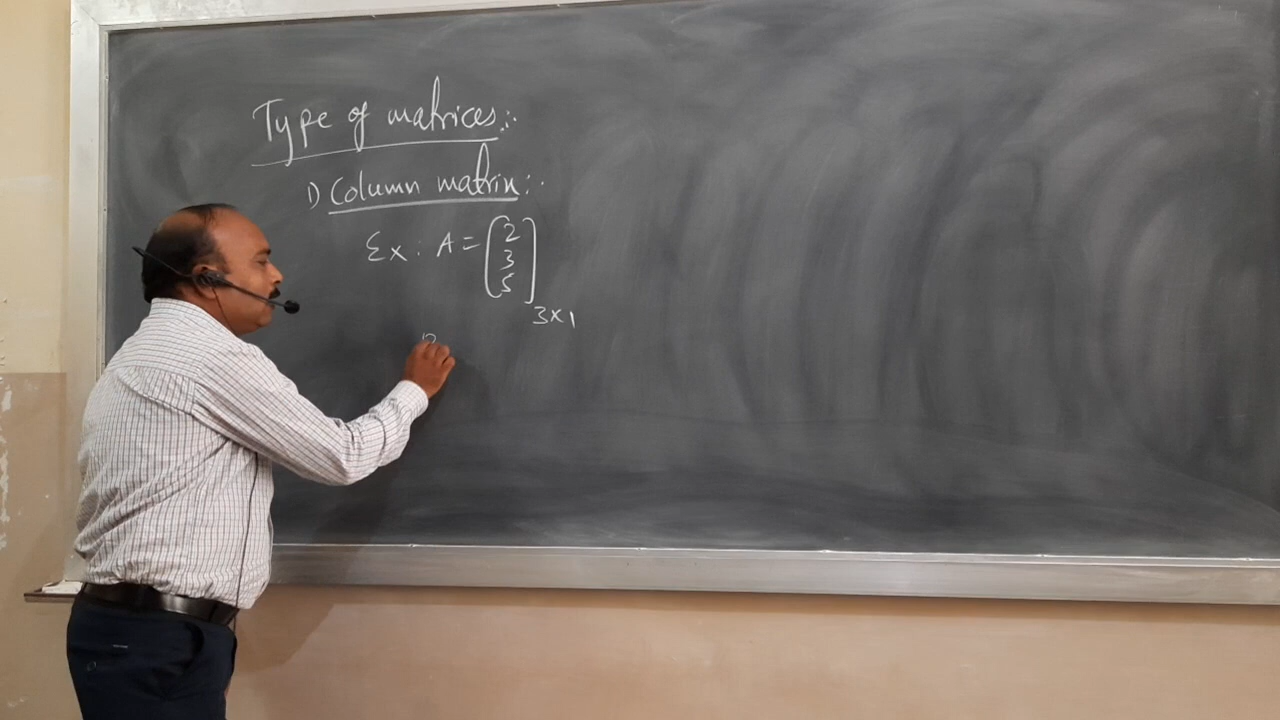 Type of matrices:.
1) Column matrix:.
Ex: A = [2
3
5]
3x1